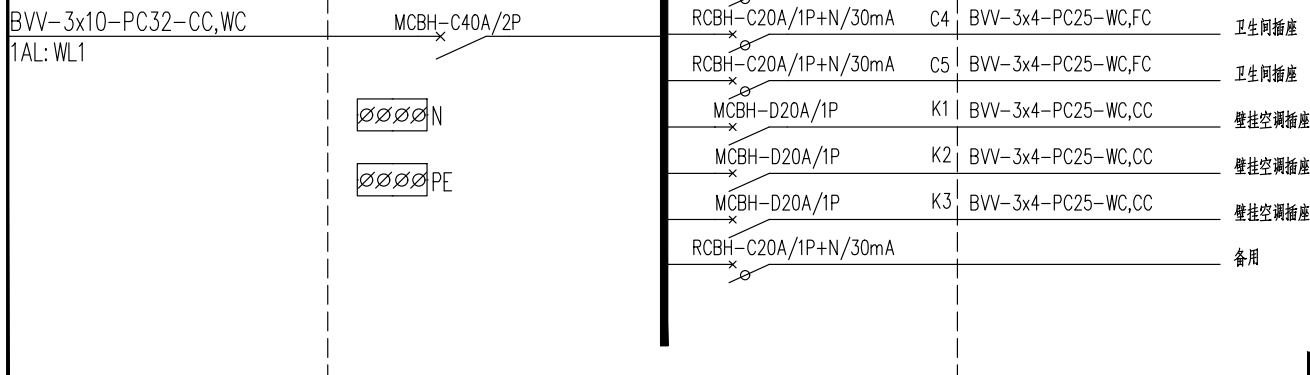 BVV-3x10-PC32-CC,WC
1AL: WL1
MCBH-C40A/2P
N
PE
RCBH-C20A/1P+N/30mA C4 BVV-3x4-PC25-WC,FC 卫生间插座
RCBH-C20A/1P+N/30mA C5 BVV-3x4-PC25-WC,FC 卫生间插座
MCBH-D20A/1P K1 BVV-3x4-PC25-WC,CC 壁挂空调插座
MCBH-D20A/1P K2 BVV-3x4-PC25-WC,CC 壁挂空调插座
MCBH-D20A/1P K3 BVV-3x4-PC25-WC,CC 壁挂空调插座
RCBH-C20A/1P+N/30mA 备用